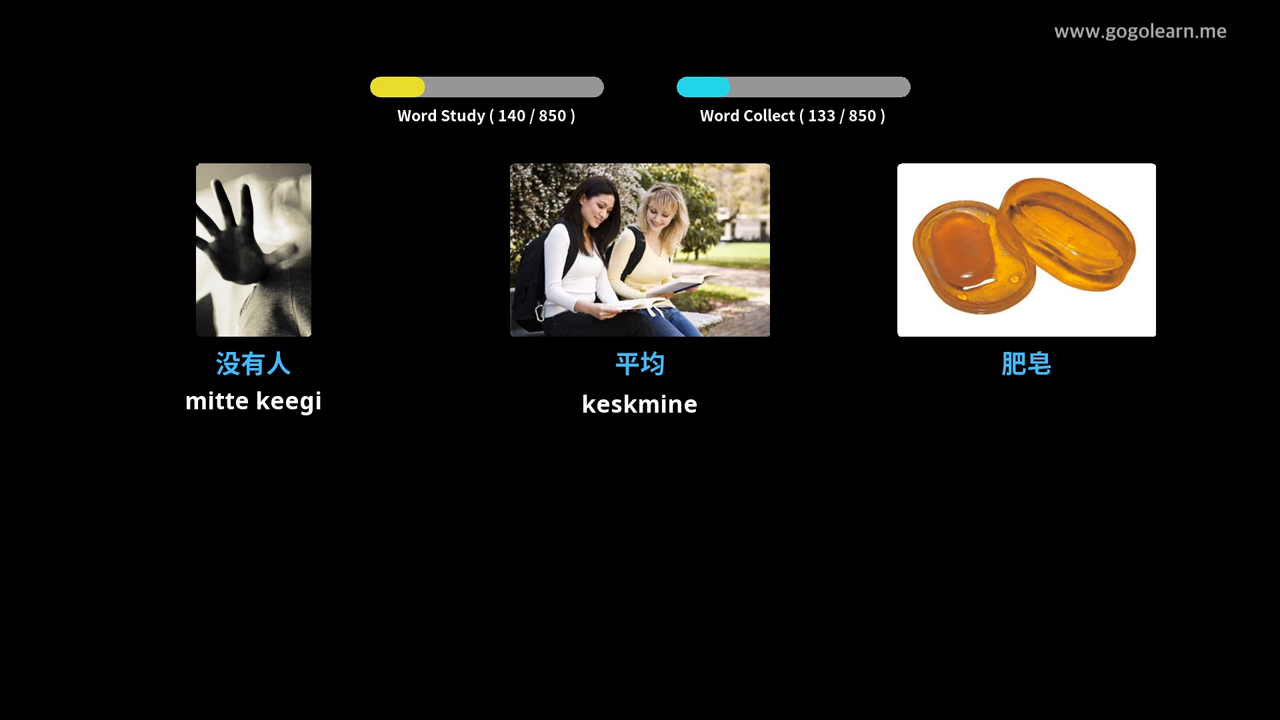 www.gogolearn.me
Word Study ( 140 / 850 )
Word Collect ( 133 / 850 )
没有人
mitte keegi
平均
keskmine
肥皂